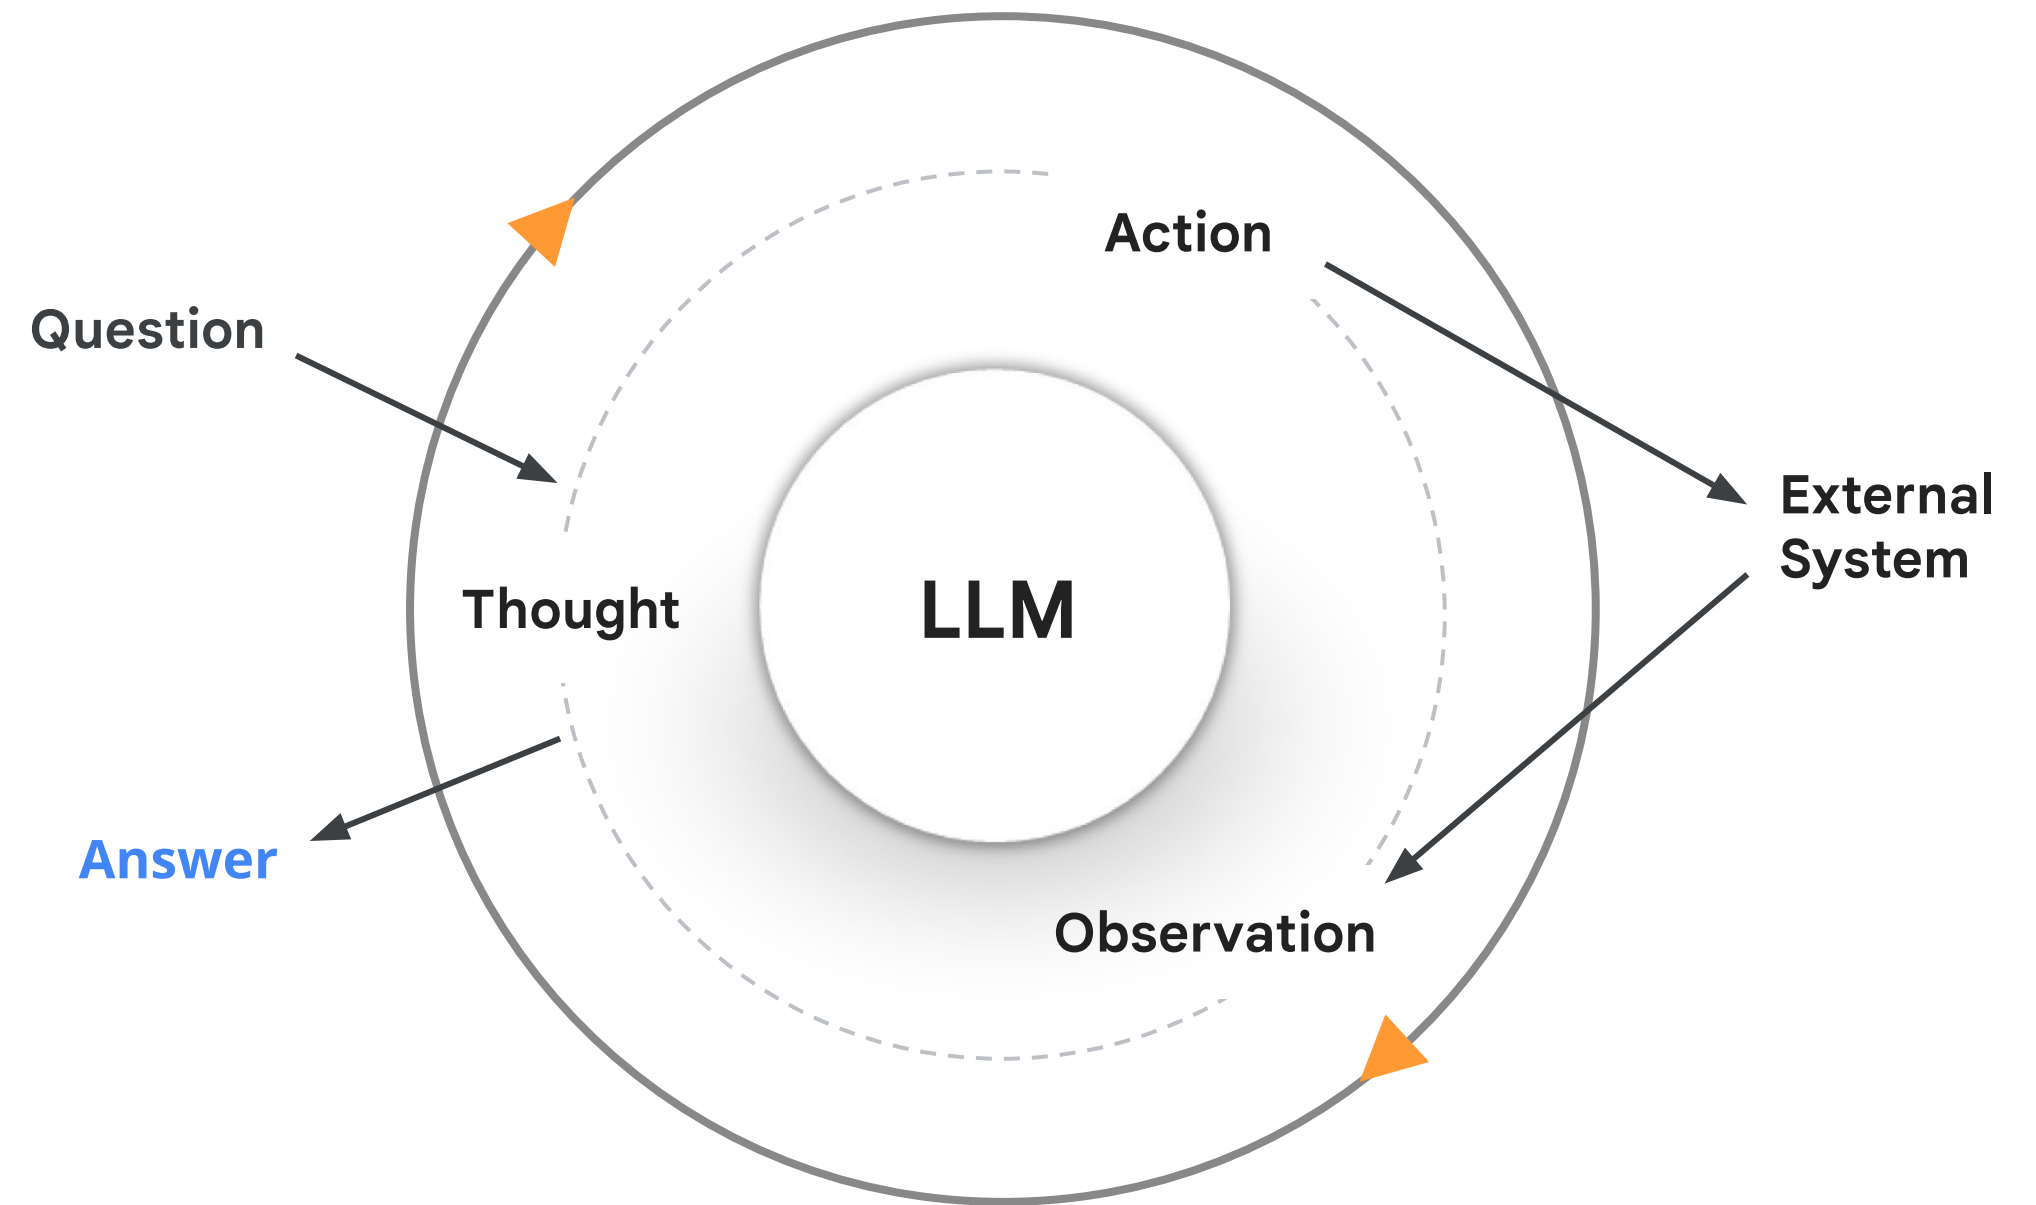 Action
Question
External
System
Thought
LLM
Answer
Observation